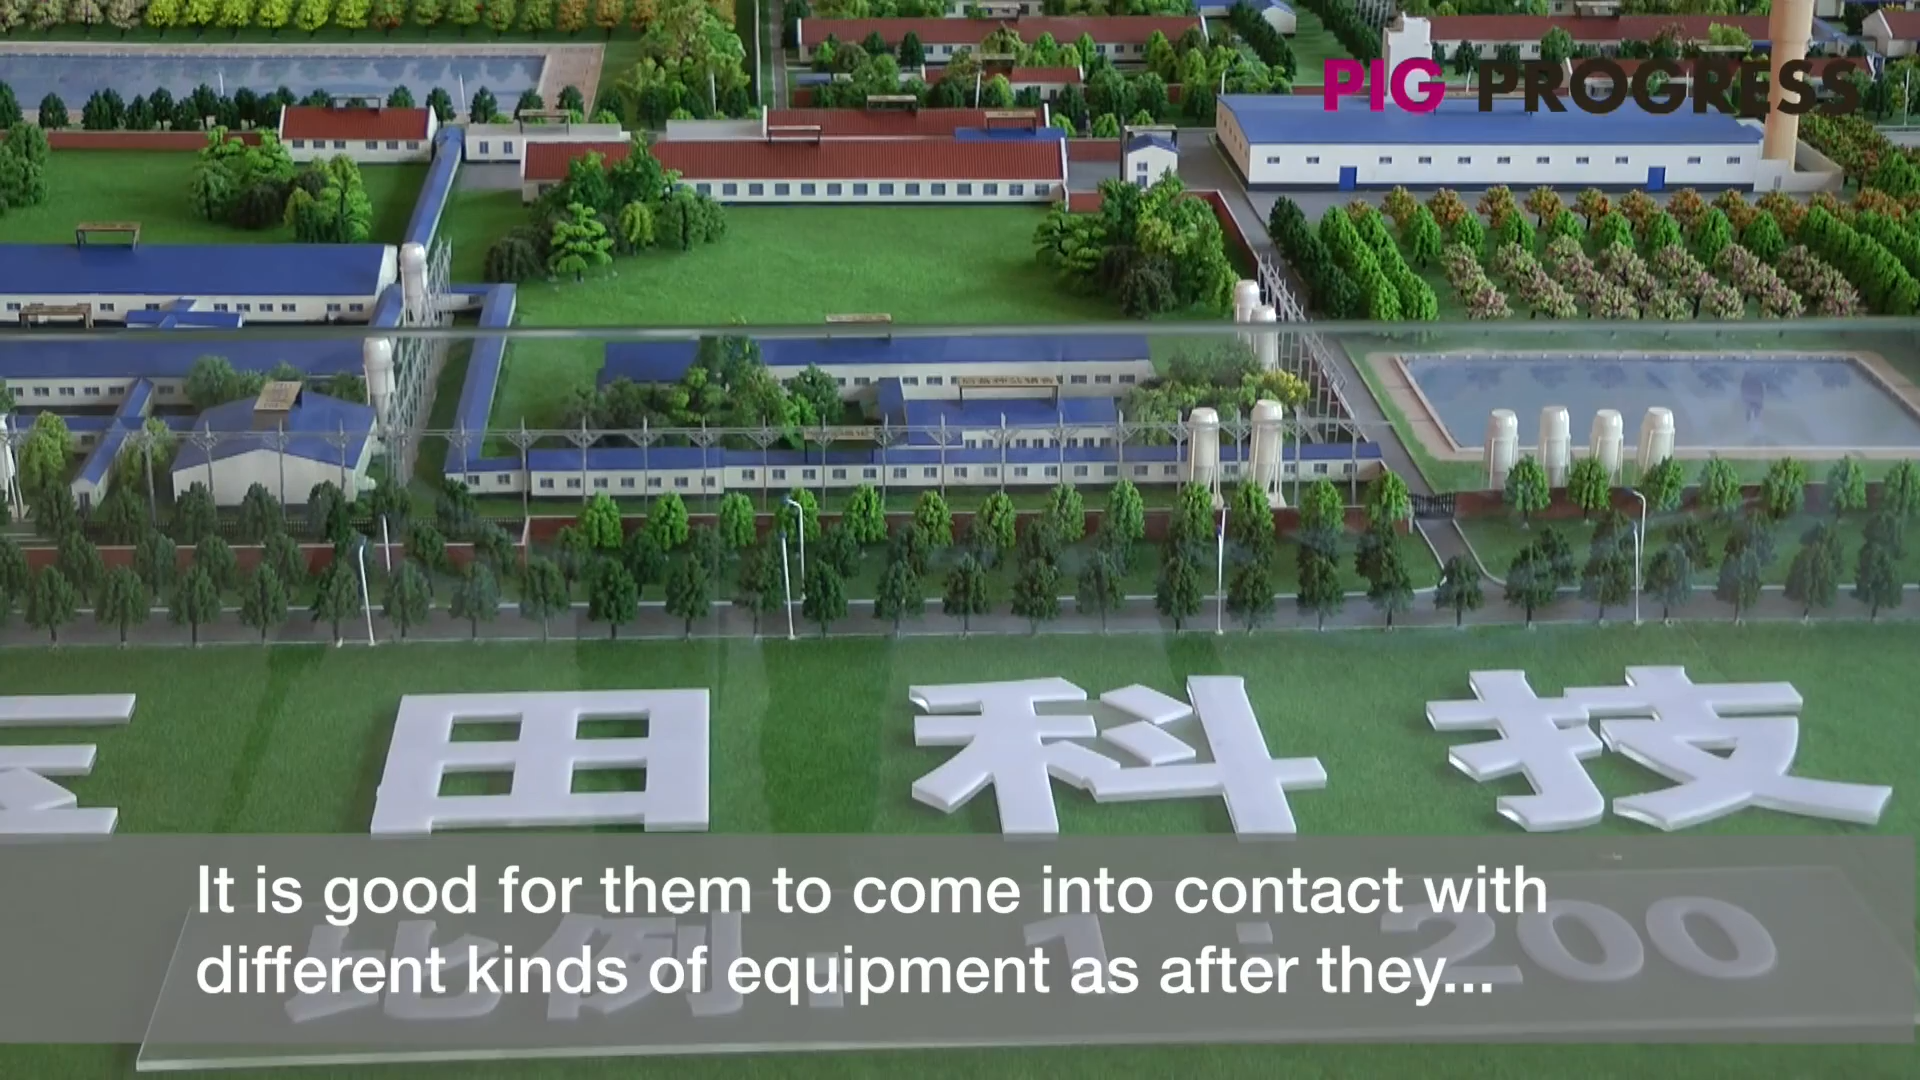 PIG PROGRESS
田科技
It is good for them to come into contact with
different kinds of equipment as after they...
比例: 1:200